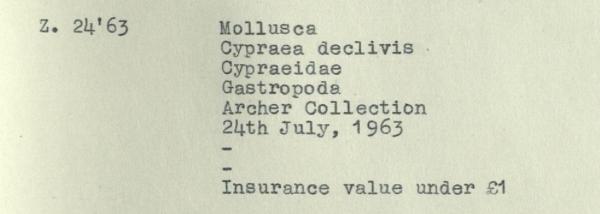 Z. 24'63 Mollusca
Cypraea declivis
Cypraeidae
Gastropoda
Archer Collection
24th July, 1963
-
-
Insurance value under £1